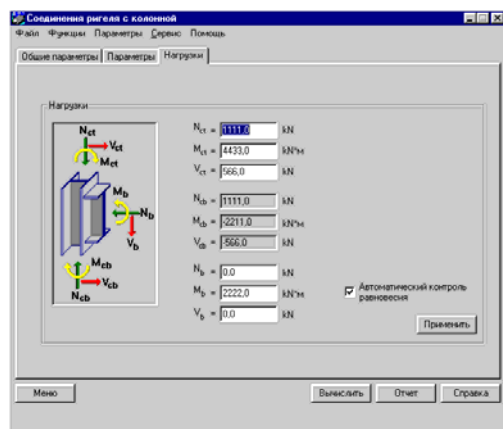 Соединения ригеля с колонной
Файл Функции Параметры Сервис Помощь
Общие параметры Параметры Нагрузки
Нагрузки
Nct
Vct
Mct
Mb
Nb
Vb
Mcb
Vcb
Ncb
Nct = 1111,0 kN
Mct = 4433,0 kN*м
Vct = 566,0 kN
Ncb = 1111,0 kN
Mcb = -2211,0 kN*м
Vcb = -566,0 kN
Nb = 0.0 kN
Mb = 2222,0 kN*м
Vb = 0,0 kN
Автоматический контроль
равновесия
Применить
Меню Вычислить Отчет Справка